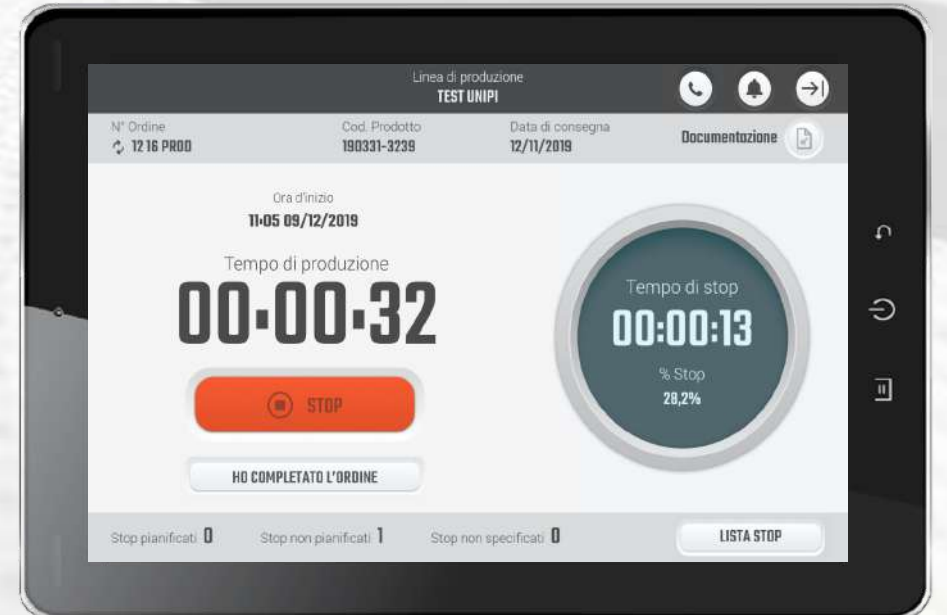 Linea di produzione
TEST UNIPI
N° Ordine
1216 PROD
Cod. Prodotto
190331-3239
Data di consegna
12/11/2019
Documentazione
Ora d'inizio
11:05 09/12/2019
Tempo di produzione
00:00:32
STOP
HO COMPLETATO L'ORDINE
Tempo di stop
00:00:13
% Stop
28,2%
Stop pianificati 0
Stop non pianificati 1
Stop non specificati 0
LISTA STOP